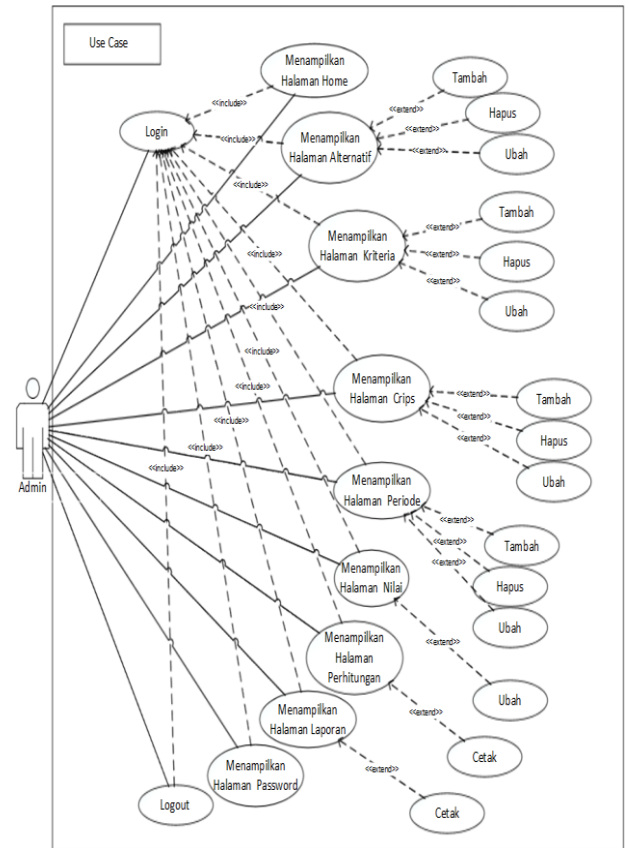 Use Case
Menampilkan
Halaman Home
Tambah
<<extend>>
<<include>>
Hapus
<<extend>>
Login
<<include>>
Menampilkan
Halaman Alternatif
<<extend>>
Ubah
<<include>>
Tambah
<<extend>>
Menampilkan
Halaman Kriteria
<<extend>>
Hapus
<<include>>
<<extend>>
Ubah
<<include>>
<<include>>
<<include>>
Menampilkan
Halaman Crips
<<extend>>
Tambah
<<include>>
<<extend>>
Hapus
<<include>>
<<extend>>
Ubah
<<include>>
Admin
Menampilkan
Halaman Periode
<<extend>>
Tambah
<<extend>>
<<extend>>
Hapus
Menampilkan
Halaman Nilai
Ubah
<<extend>>
Menampilkan
Halaman
Perhitungan
Ubah
Menampilkan
Halaman Laporan
<<extend>>
Cetak
Menampilkan
Halaman Password
<<extend>>
Logout
Cetak